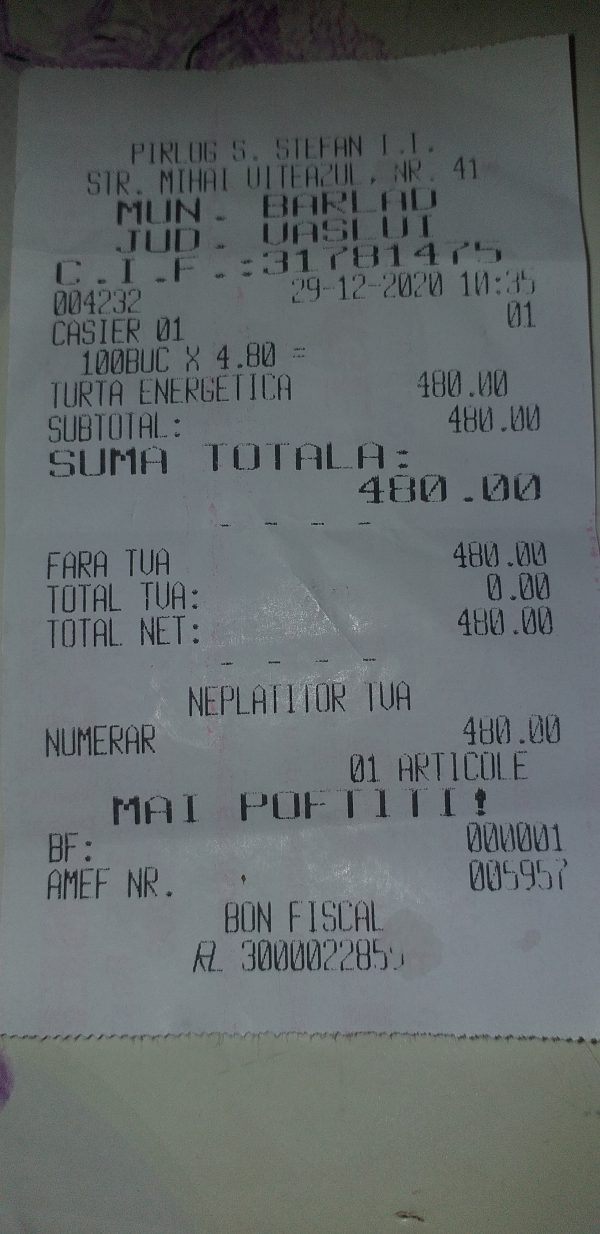 PIRLOG S. STEFAN I.I.
STR. MIHAI VITEAZUL, NR. 41
MUN. BARLAD
JUD. VASLUI
C.I.F.:31781475
004232 29-12-2020 10:35
CASIER 01 01
100BUC X 4.80 =
TURTA ENERGETICA 480.00
SUBTOTAL: 480.00
SUMA TOTALA:
480.00
- - - -
FARA TVA 480.00
TOTAL TVA: 0.00
TOTAL NET: 480.00
- - - -
NEPLATITOR TVA
NUMERAR 480.00
01 ARTICOLE
MAI POFTITI!
BF: 000001
AMEF NR. 005957
BON FISCAL